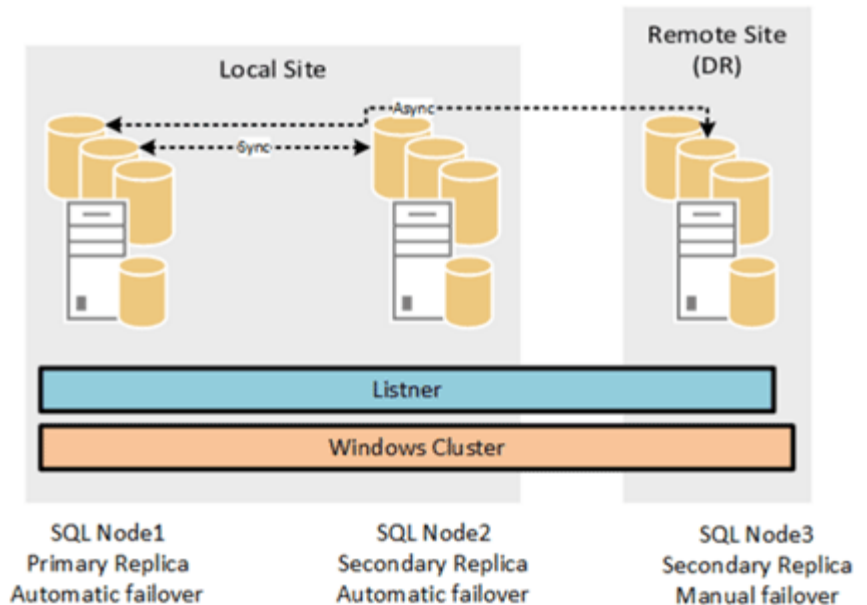 Local Site
Remote Site
(DR)
Async
Sync
Listner
Windows Cluster
SQL Node1
Primary Replica
Automatic failover
SQL Node2
Secondary Replica
Automatic failover
SQL Node3
Secondary Replica
Manual failover